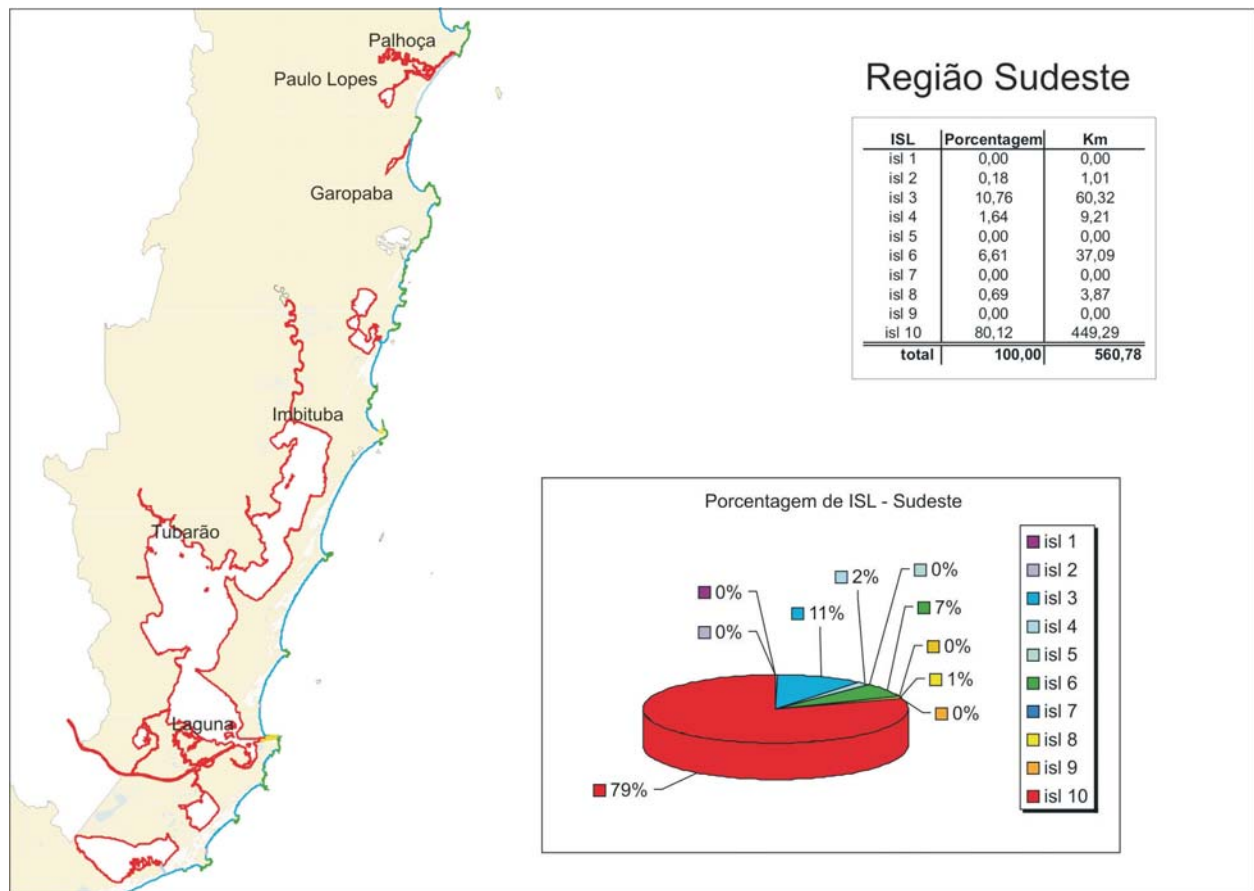 Palhoça
Paulo Lopes
Garopaba
Imbituba
Tubarão
Laguna
Região Sudeste
ISL Porcentagem Km
isl 1 0,00 0,00
isl 2 0,18 1,01
isl 3 10,76 60,32
isl 4 1,64 9,21
isl 5 0,00 0,00
isl 6 6,61 37,09
isl 7 0,00 0,00
isl 8 0,69 3,87
isl 9 0,00 0,00
isl 10 80,12 449,29
total 100,00 560,78
Porcentagem de ISL - Sudeste
0%
0%
11%
2%
0%
7%
0%
1%
0%
79%
isl 1
isl 2
isl 3
isl 4
isl 5
isl 6
isl 7
isl 8
isl 9
isl 10